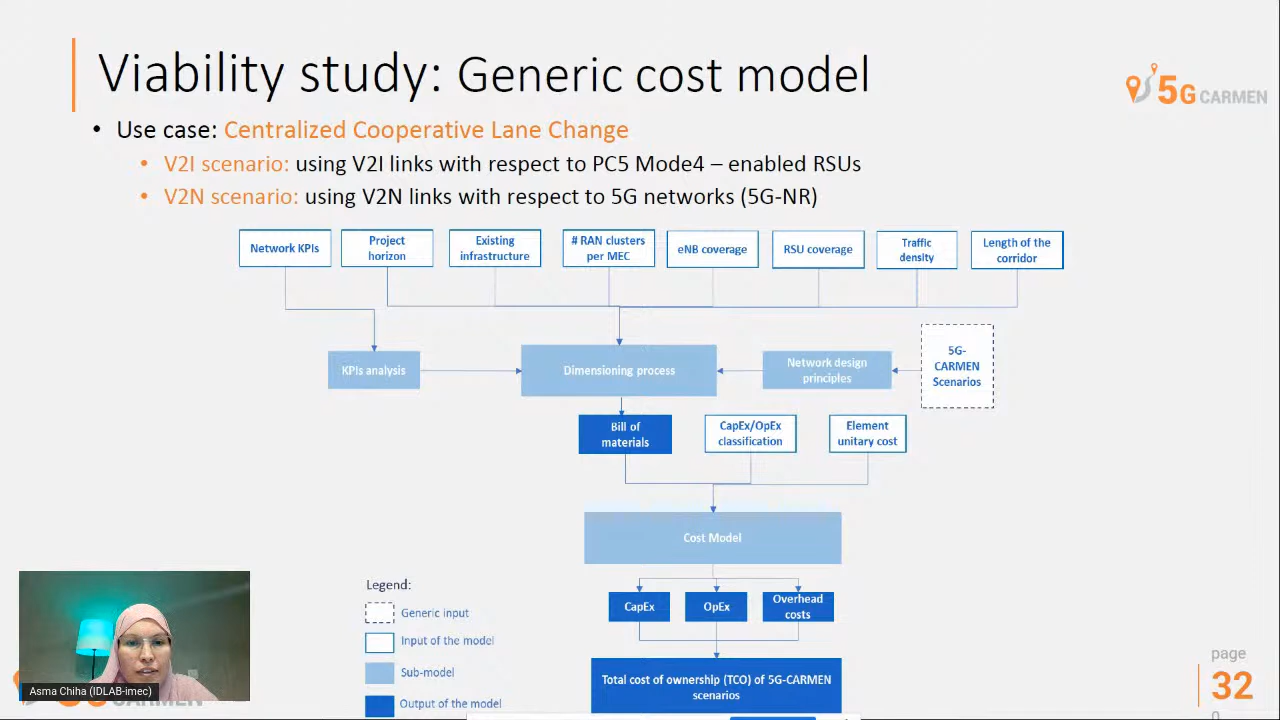 Viability study: Generic cost model
5G CARMEN
• Use case: Centralized Cooperative Lane Change
• V2I scenario: using V2I links with respect to PC5 Mode4 – enabled RSUs
• V2N scenario: using V2N links with respect to 5G networks (5G-NR)
Network KPIs
Project
horizon
Existing
infrastructure
# RAN clusters
per MEC
eNB coverage
RSU coverage
Traffic
density
Length of the
corridor
KPIs analysis
Dimensioning process
Network design
principles
5G-
CARMEN
Scenarios
Bill of
materials
CapEx/OpEx
classification
Element
unitary cost
Cost Model
CapEx
OpEx
Overhead
costs
Total cost of ownership (TCO) of 5G-CARMEN
scenarios
Legend:
Generic input
Input of the model
Sub-model
Output of the model
Asma Chiha (IDLAB-imec)
page
32